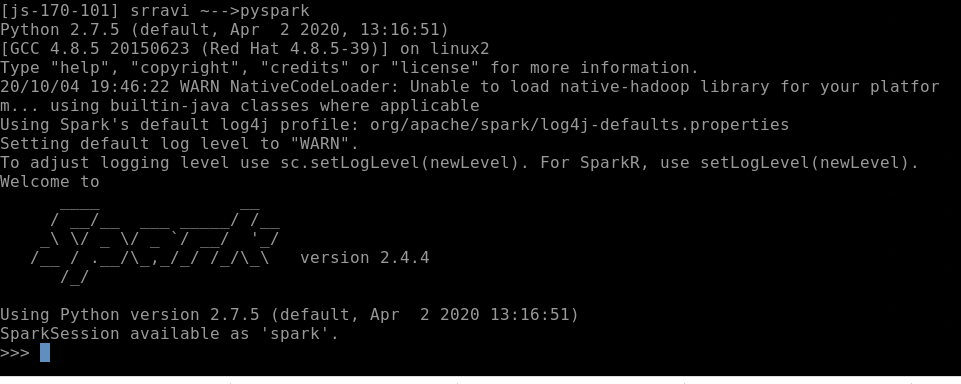 [js-170-101] srravi ~-->pyspark
Python 2.7.5 (default, Apr  2 2020, 13:16:51)
[GCC 4.8.5 20150623 (Red Hat 4.8.5-39)] on linux2
Type "help", "copyright", "credits" or "license" for more information.
20/10/04 19:46:22 WARN NativeCodeLoader: Unable to load native-hadoop library for your platfor
m... using builtin-java classes where applicable
Using Spark's default log4j profile: org/apache/spark/log4j-defaults.properties
Setting default log level to "WARN".
To adjust logging level use sc.setLogLevel(newLevel). For SparkR, use setLogLevel(newLevel).
Welcome to
      ____              __
     / __/__  ___ _____/ /__
    _\ \/ _ \/ _ `/ __/  '_/
   /__ / .__/\_,_/_/ /_/\_\   version 2.4.4
      /_/

Using Python version 2.7.5 (default, Apr  2 2020 13:16:51)
SparkSession available as 'spark'.
>>>